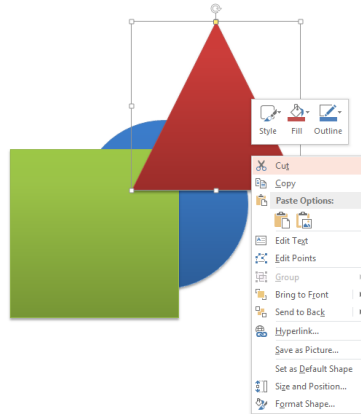 Style Fill Outline
Cut
Copy
Paste Options:
Edit Text
Edit Points
Group
Bring to Front
Send to Back
Hyperlink...
Save as Picture...
Set as Default Shape
Size and Position...
Format Shape...